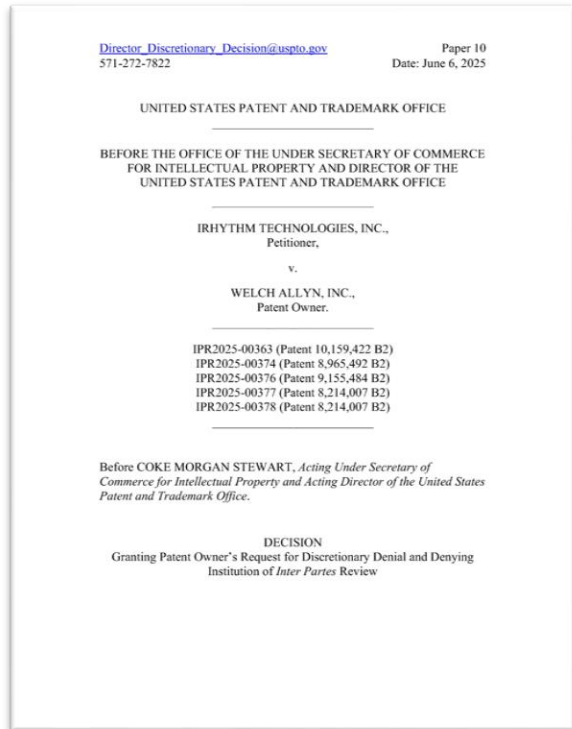 Director_Discretionary_Decision@uspto.gov Paper 10
571-272-7822 Date: June 6, 2025
UNITED STATES PATENT AND TRADEMARK OFFICE
BEFORE THE OFFICE OF THE UNDER SECRETARY OF COMMERCE
FOR INTELLECTUAL PROPERTY AND DIRECTOR OF THE
UNITED STATES PATENT AND TRADEMARK OFFICE
IRHYTHM TECHNOLOGIES, INC.,
Petitioner,
v.
WELCH ALLYN, INC.,
Patent Owner.
IPR2025-00363 (Patent 10,159,422 B2)
IPR2025-00374 (Patent 8,965,492 B2)
IPR2025-00376 (Patent 9,155,484 B2)
IPR2025-00377 (Patent 8,214,007 B2)
IPR2025-00378 (Patent 8,214,007 B2)
Before COKE MORGAN STEWART, Acting Under Secretary of
Commerce for Intellectual Property and Acting Director of the United States
Patent and Trademark Office.
DECISION
Granting Patent Owner's Request for Discretionary Denial and Denying
Institution of Inter Partes Review